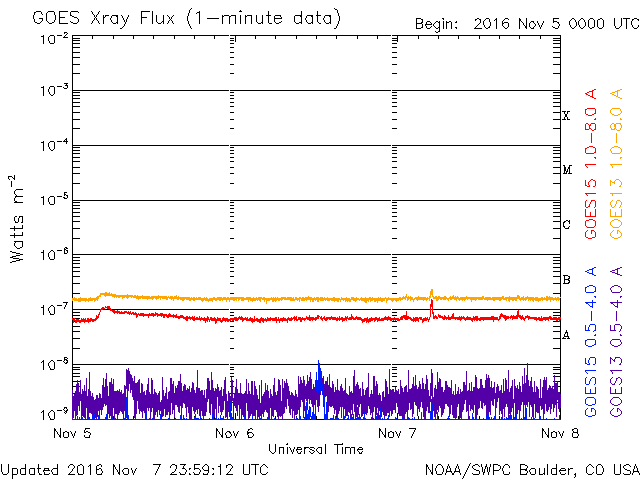 GOES Xray Flux (1-minute data)
Begin: 2016 Nov 5 0000 UTC
10-2
10-3
10-4
10-5
10-6
10-7
10-8
10-9
Watts m-2
X
M
C
B
A
GOES15 1.0-8.0 A
GOES13 1.0-8.0 A
GOES15 0.5-4.0 A
GOES13 0.5-4.0 A
Nov 5
Nov 6
Nov 7
Nov 8
Universal Time
Updated 2016 Nov 7 23:59:12 UTC
NOAA/SWPC Boulder, CO USA